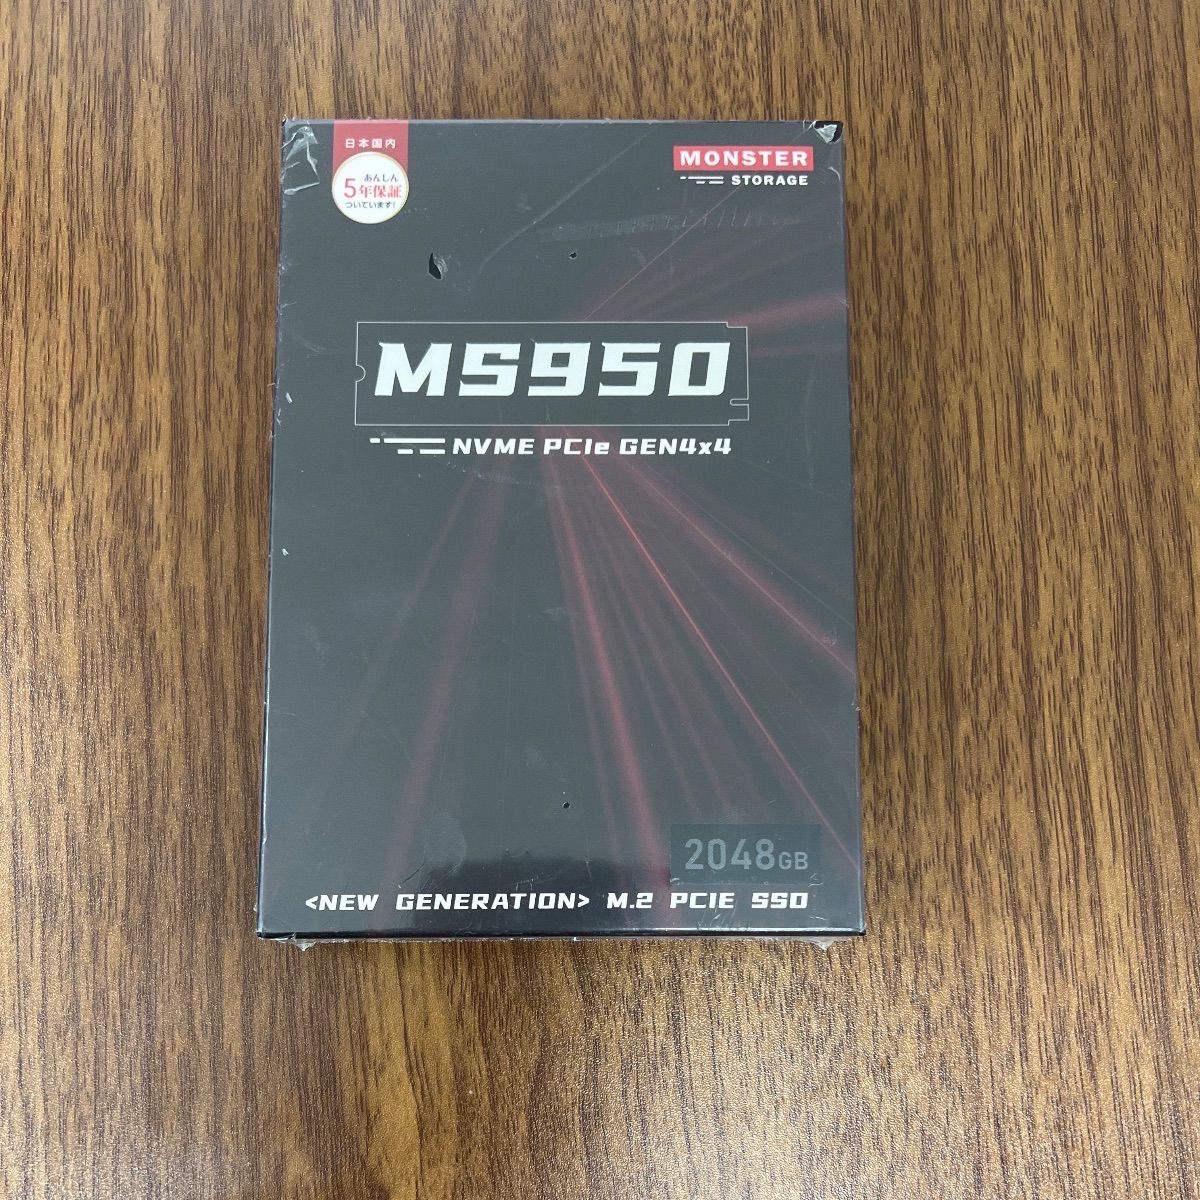 日本国内
あんしん
5年保証
ついています!
MONSTER
STORAGE
MS950
NVME PCIe GEN4x4
2048GB
<NEW GENERATION> M.2 PCIE SSD